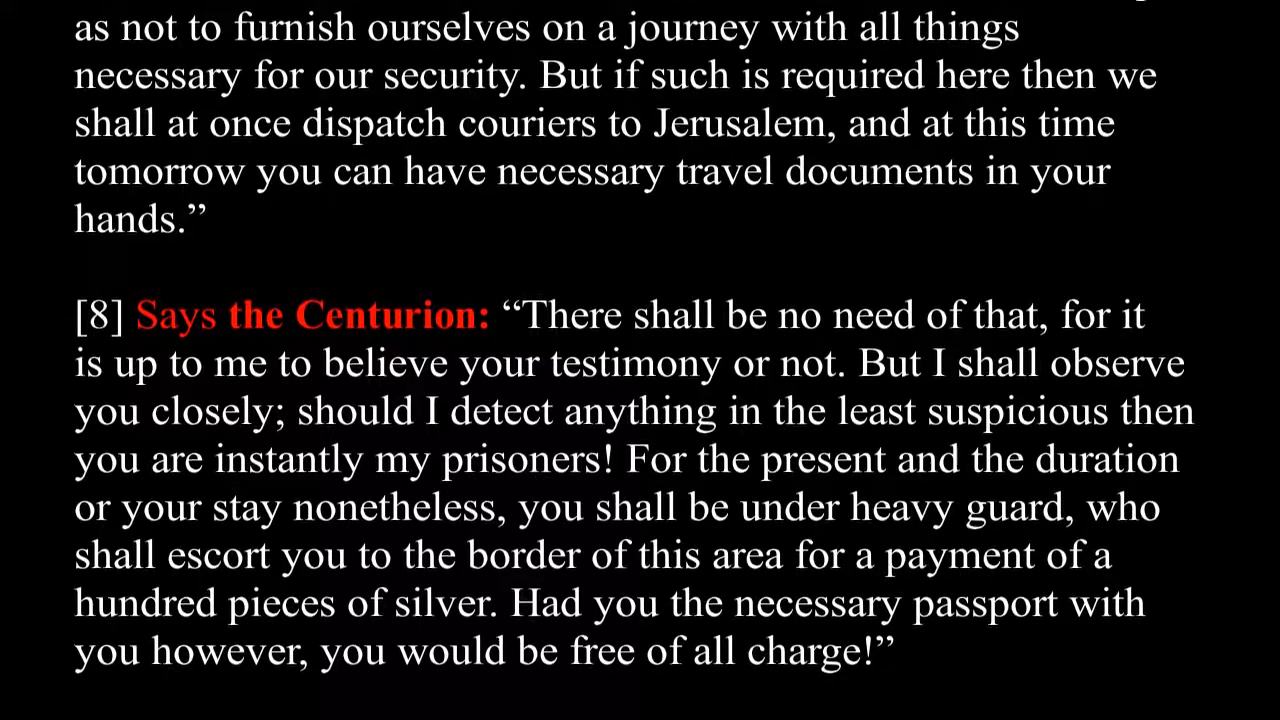 as not to furnish ourselves on a journey with all things
necessary for our security. But if such is required here then we
shall at once dispatch couriers to Jerusalem, and at this time
tomorrow you can have necessary travel documents in your
hands.”
[8] Says the Centurion: “There shall be no need of that, for it
is up to me to believe your testimony or not. But I shall observe
you closely; should I detect anything in the least suspicious then
you are instantly my prisoners! For the present and the duration
or your stay nonetheless, you shall be under heavy guard, who
shall escort you to the border of this area for a payment of a
hundred pieces of silver. Had you the necessary passport with
you however, you would be free of all charge!”